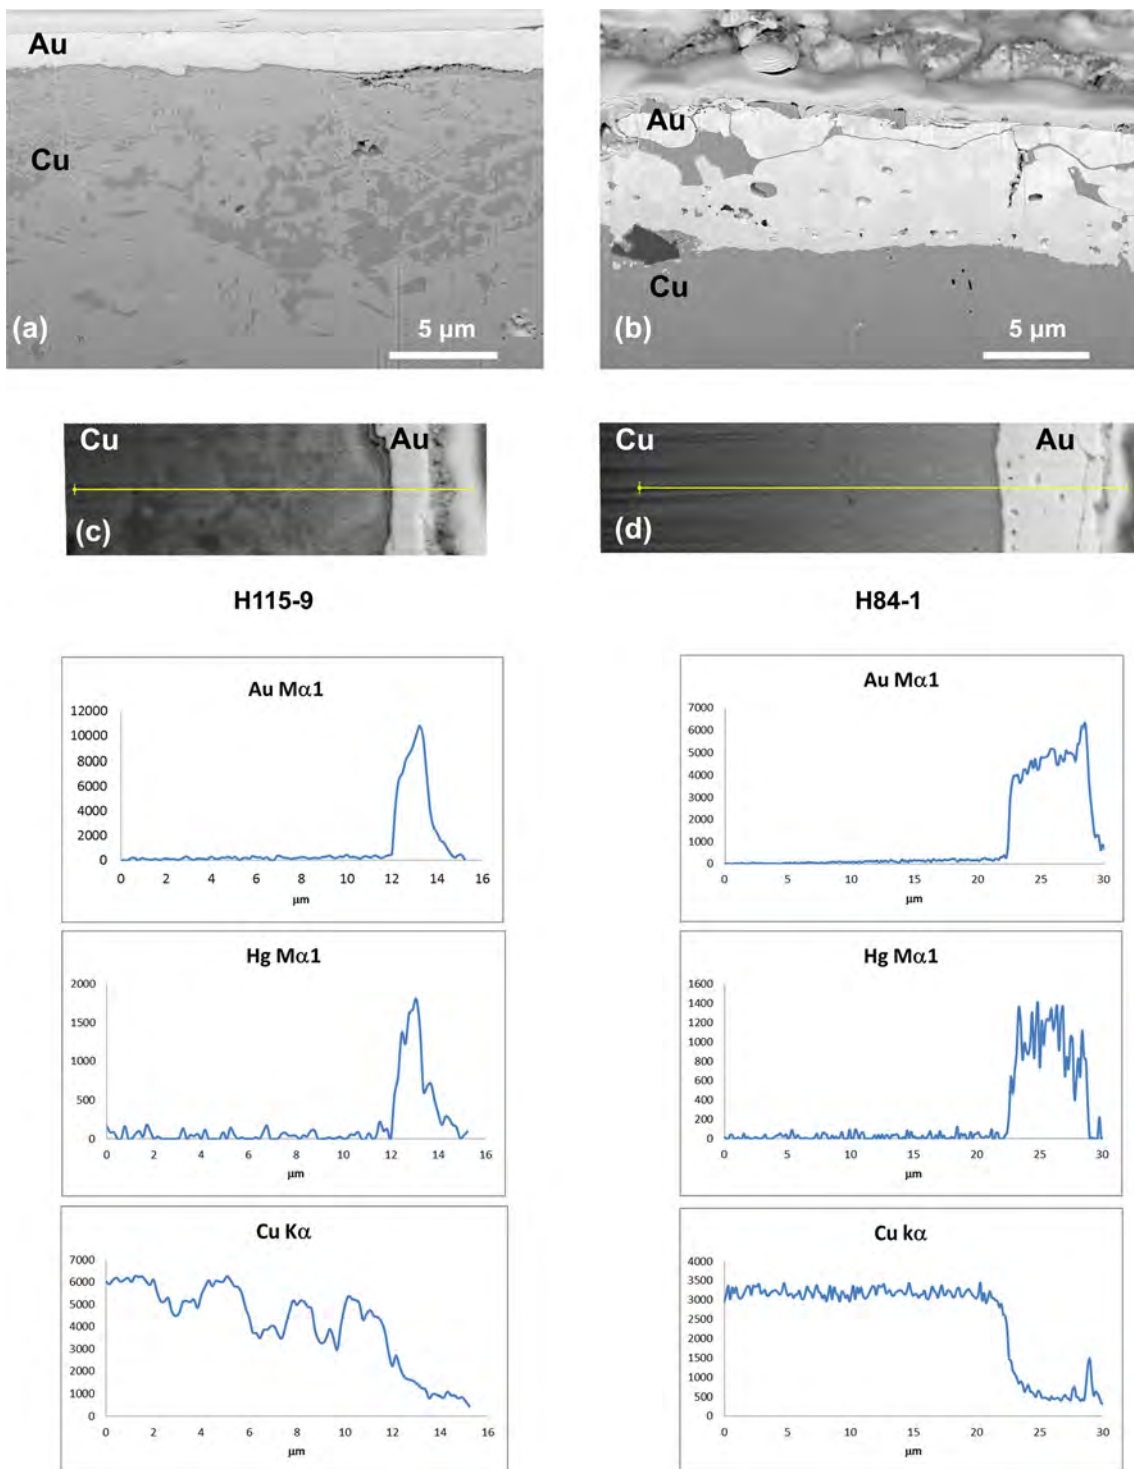 Au
Cu
(a)
5 µm
Au
Cu
(b)
5 µm
Cu
Au
(c)
Cu
Au
(d)
H115-9
H84-1
Au Mα1
12000
10000
8000
6000
4000
2000
0
0 2 4 6 8 10 12 14 16
µm
Au Mα1
7000
6000
5000
4000
3000
2000
1000
0
0 5 10 15 20 25 30
µm
Hg Mα1
2000
1500
1000
500
0
0 2 4 6 8 10 12 14 16
µm
Hg Mα1
1600
1400
1200
1000
800
600
400
200
0
0 5 10 15 20 25 30
µm
Cu Kα
7000
6000
5000
4000
3000
2000
1000
0
0 2 4 6 8 10 12 14 16
µm
Cu kα
4000
3500
3000
2500
2000
1500
1000
500
0
0 5 10 15 20 25 30
µm